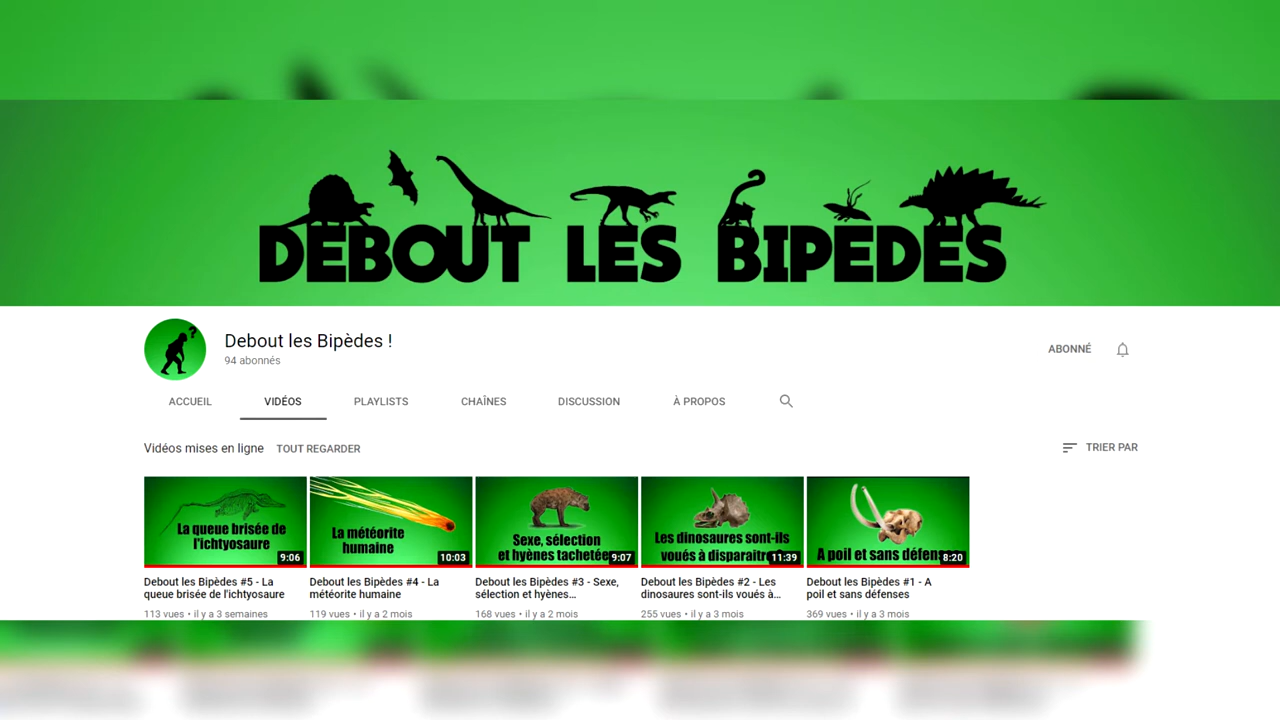 DEBOUT LES BIPÈDES
Debout les Bipèdes !
94 abonnés
ABONNÉ
ACCUEIL VIDÉOS PLAYLISTS CHAÎNES DISCUSSION À PROPOS
Vidéos mises en ligne TOUT REGARDER
TRIER PAR
La queue brisée de
l'ichtyosaure
9:06
Debout les Bipèdes #5 - La
queue brisée de l'ichtyosaure
113 vues • il y a 3 semaines
La météorite
humaine
10:03
Debout les Bipèdes #4 - La
météorite humaine
119 vues • il y a 2 mois
Sexe, sélection
et hyènes tachetée
9:07
Debout les Bipèdes #3 - Sexe,
sélection et hyènes...
168 vues • il y a 2 mois
Les dinosaures sont-ils
voués à disparaitre
11:39
Debout les Bipèdes #2 - Les
dinosaures sont-ils voués à...
255 vues • il y a 3 mois
A poil et sans défens
8:20
Debout les Bipèdes #1 - A
poil et sans défenses
369 vues • il y a 3 mois